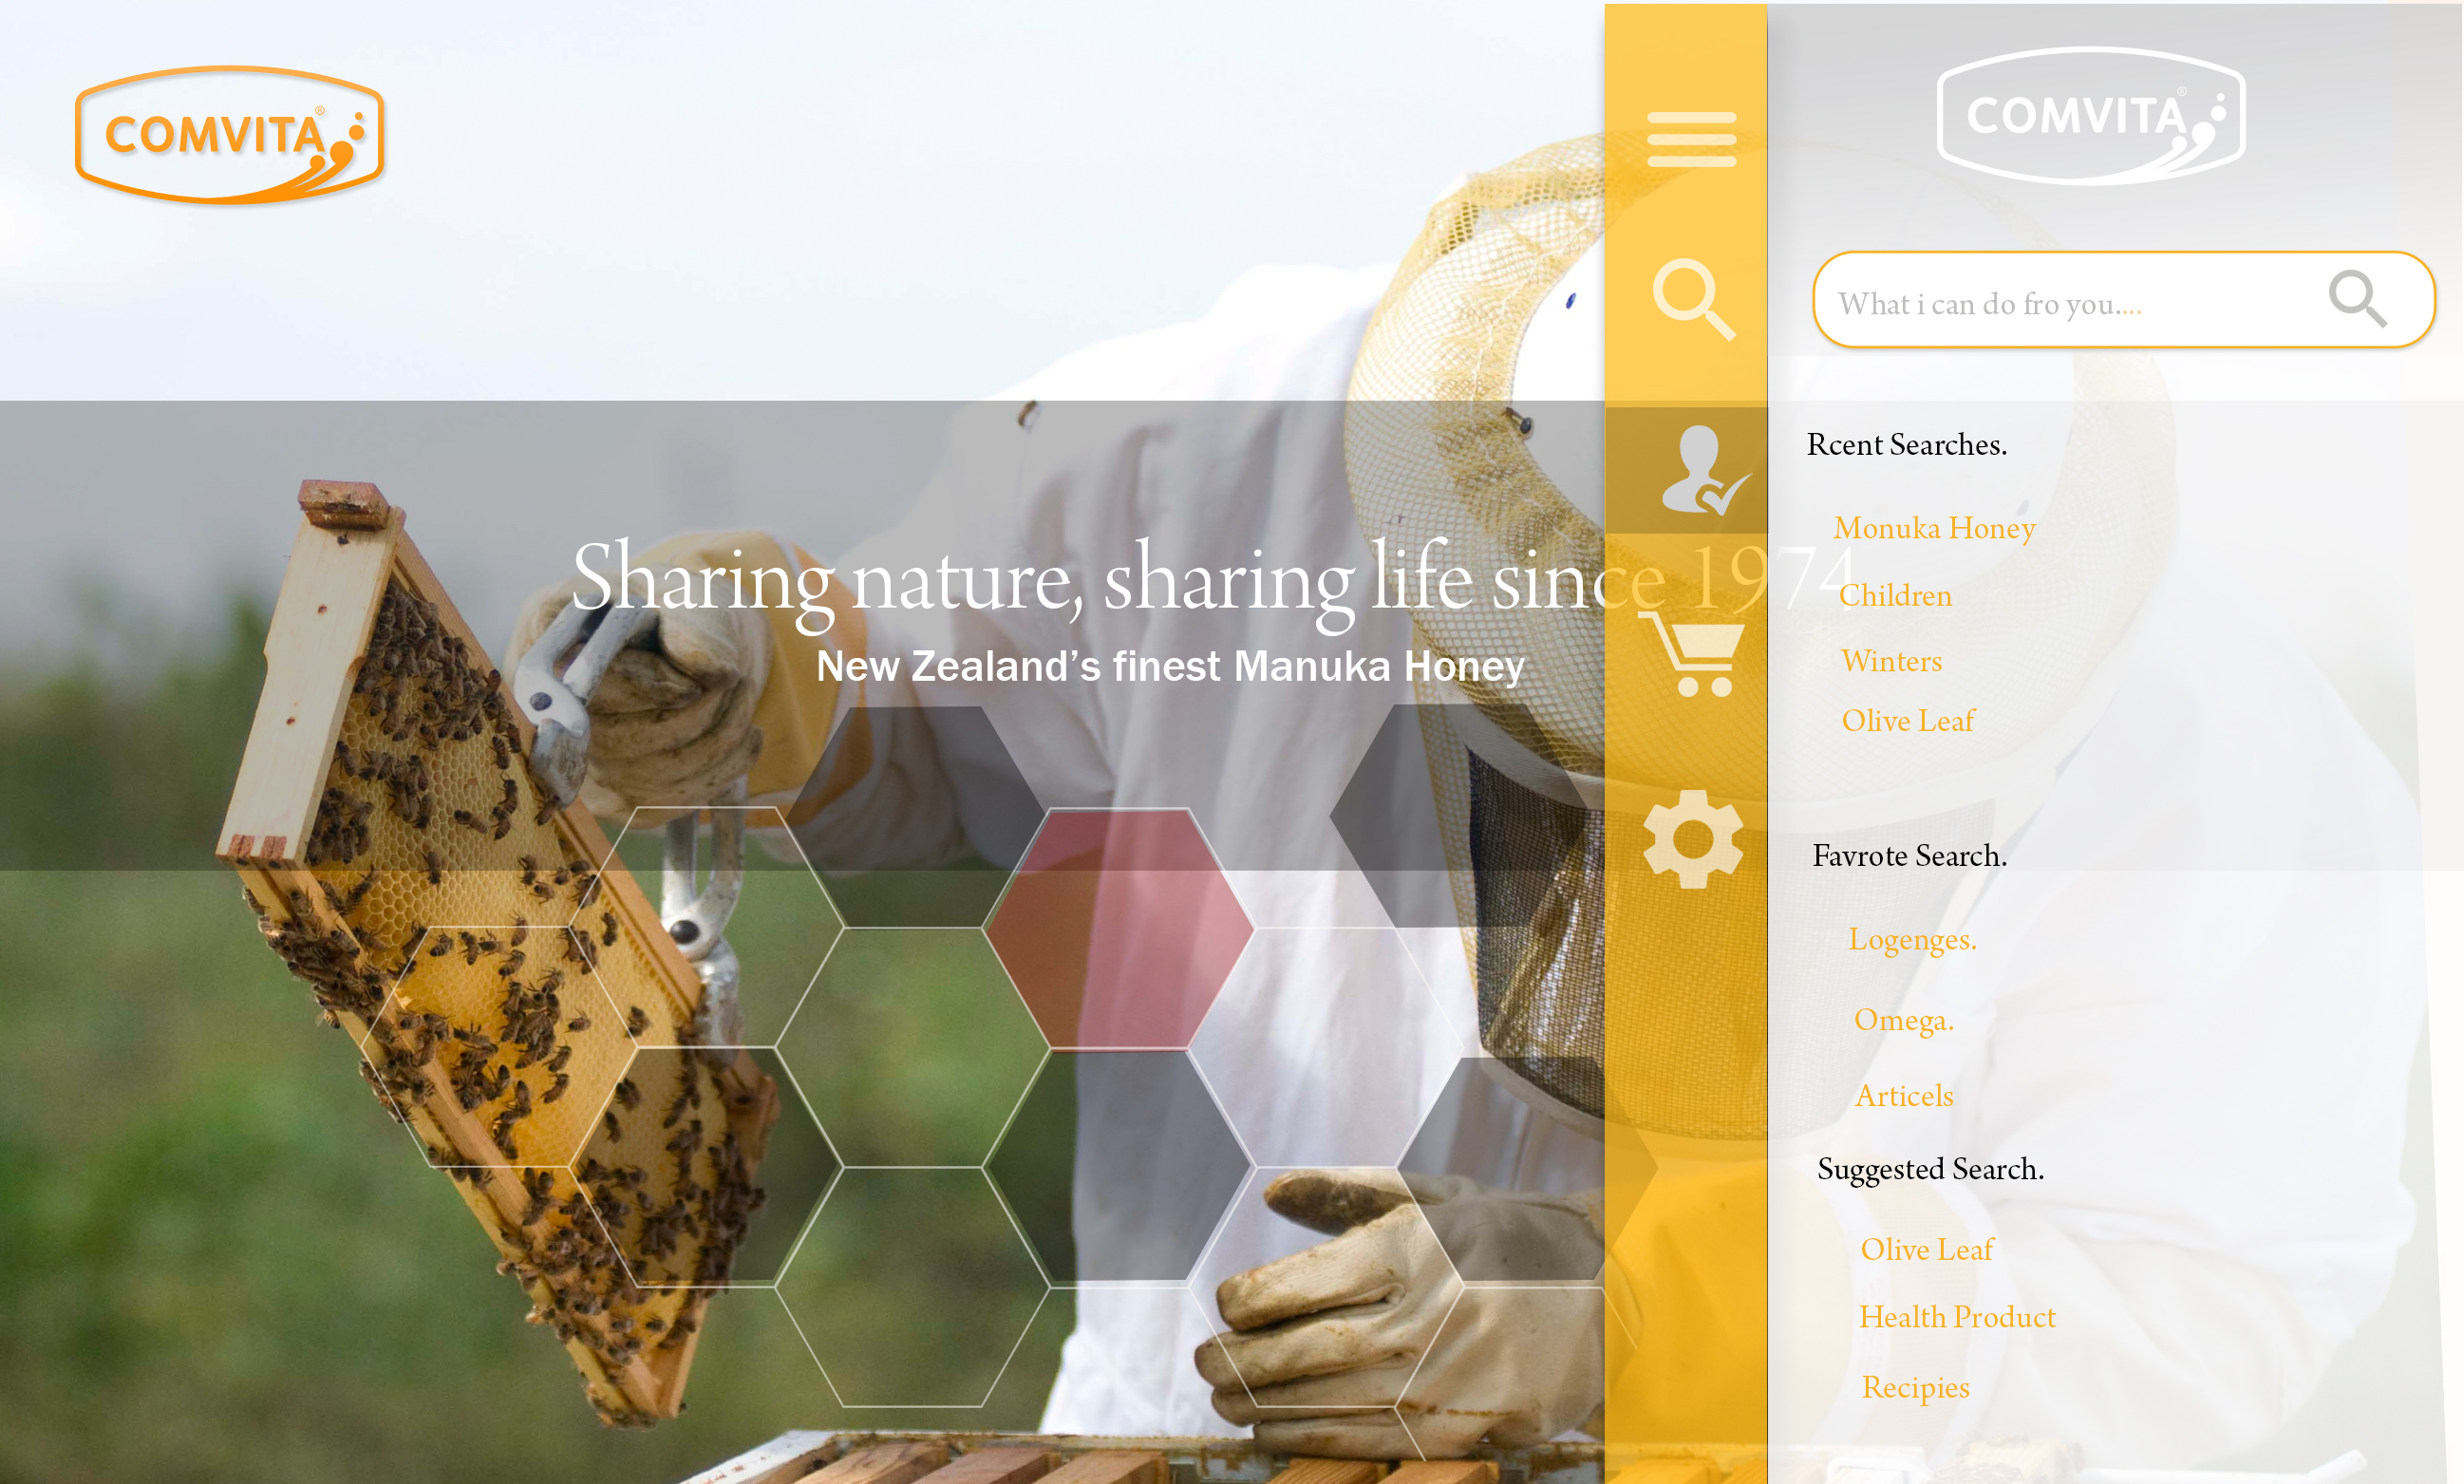 COMVITA®
COMVITA®
What i can do fro you....
Rcent Searches.
Monuka Honey
Children
Winters
Olive Leaf
Sharing nature, sharing life since 1974
New Zealand’s finest Manuka Honey
Favrote Search.
Logenges.
Omega.
Articels
Suggested Search.
Olive Leaf
Health Product
Recipies